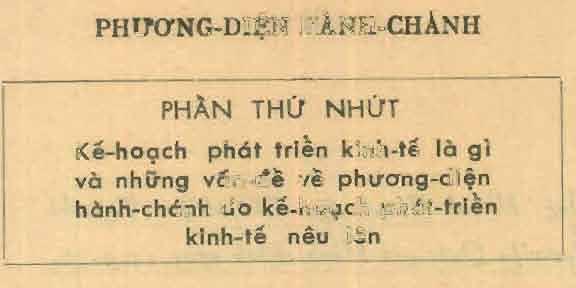 PHƯƠNG-DIỆN HÀNH-CHÁNH
PHẦN THỨ NHỨT
Kế-hoạch phát triển kinh-tế là gì
và những vấn-đề về phương-diện
hành-chánh do kế-hoạch phát-triển
kinh-tế nêu lên